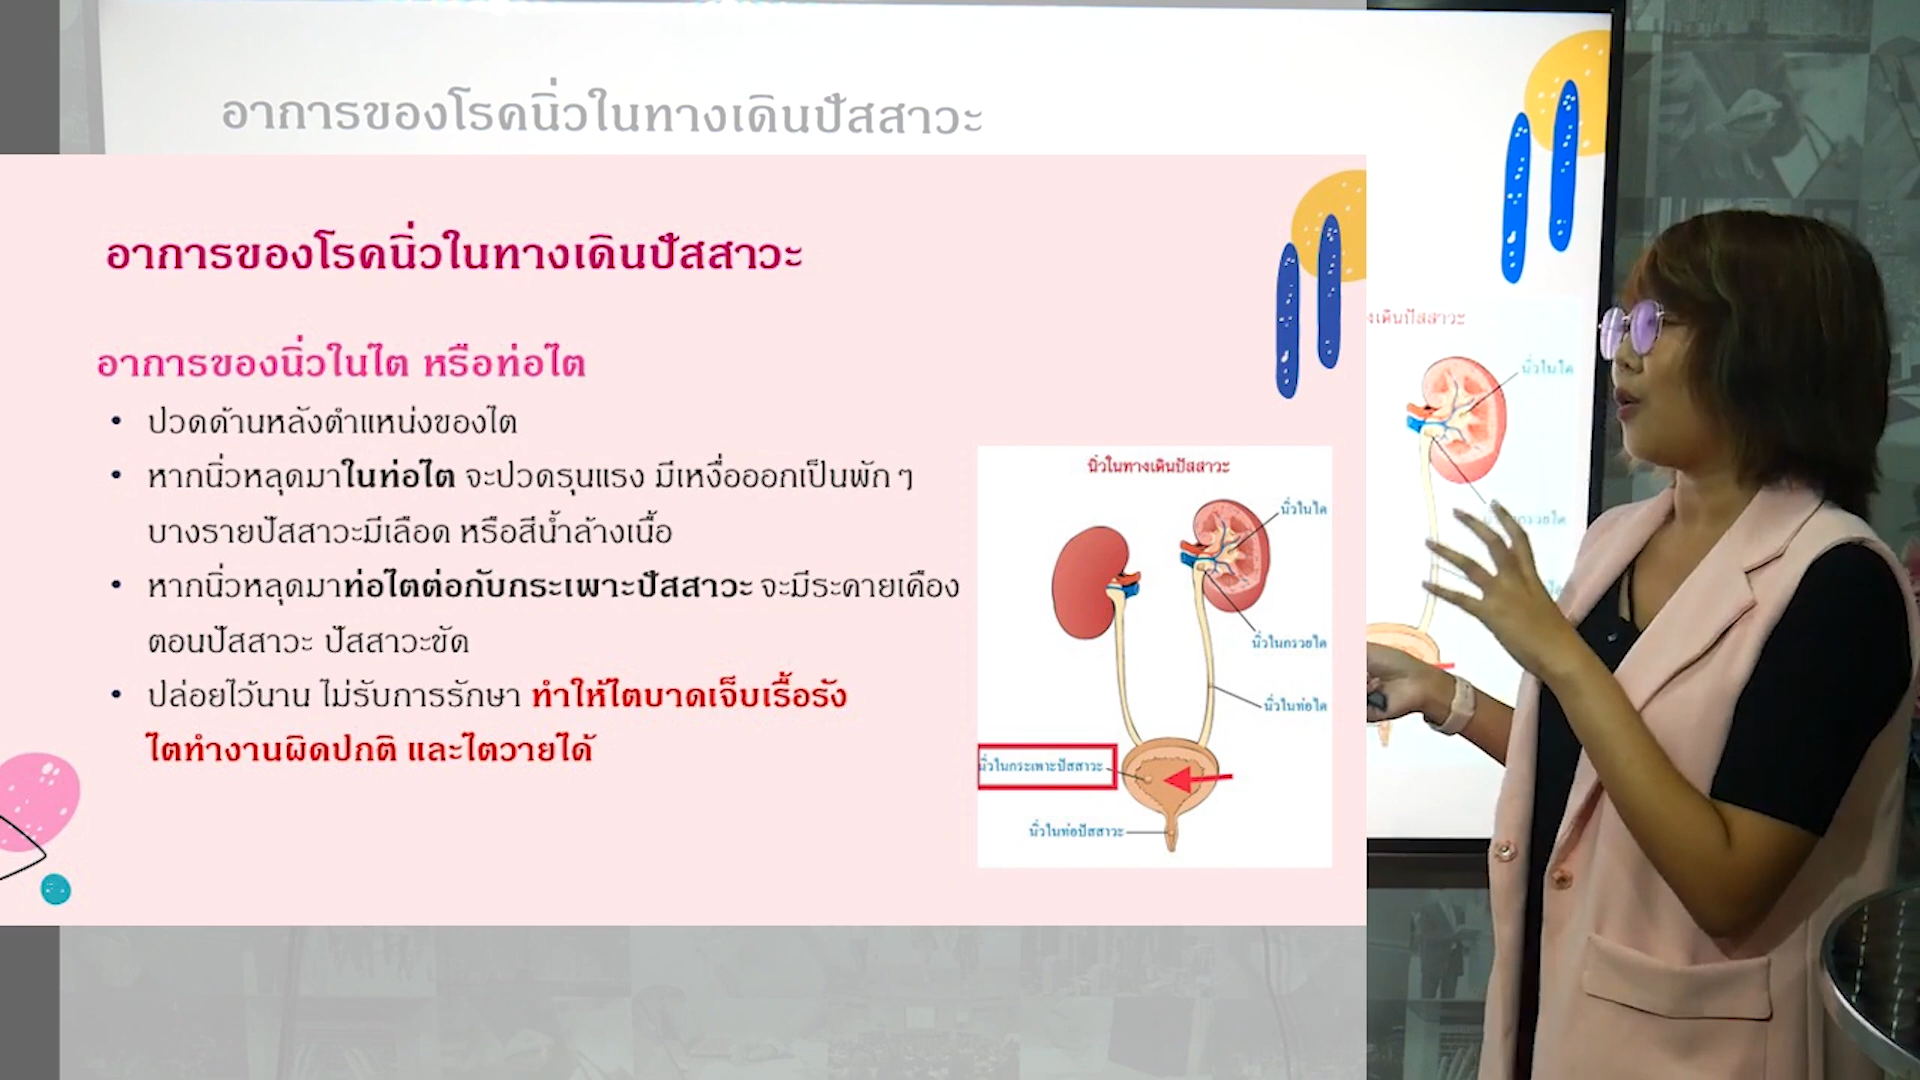 อาการของโรคนิ่วในทางเดินปัสสาวะ
อาการของโรคนิ่วในทางเดินปัสสาวะ
อาการของนิ่วในไต หรือท่อไต
• ปวดด้านหลังตำแหน่งของไต
• หากนิ่วหลุดมาในท่อไต จะปวดรุนแรง มีเหงื่อออกเป็นพัก ๆ
บางรายปัสสาวะมีเลือด หรือสีน้ำล้างเนื้อ
• หากนิ่วหลุดมาท่อไตต่อกับกระเพาะปัสสาวะ จะมีระคายเคือง
ตอนปัสสาวะ ปัสสาวะขัด
• ปล่อยไว้นาน ไม่รับการรักษา ทำให้ไตบาดเจ็บเรื้อรัง
ไตทำงานผิดปกติ และไตวายได้
นิ่วในทางเดินปัสสาวะ
นิ่วในไต
นิ่วในกรวยไต
นิ่วในท่อไต
นิ่วในกระเพาะปัสสาวะ
นิ่วในท่อปัสสาวะ
งเดินปัสสาวะ
นิ่วในไต